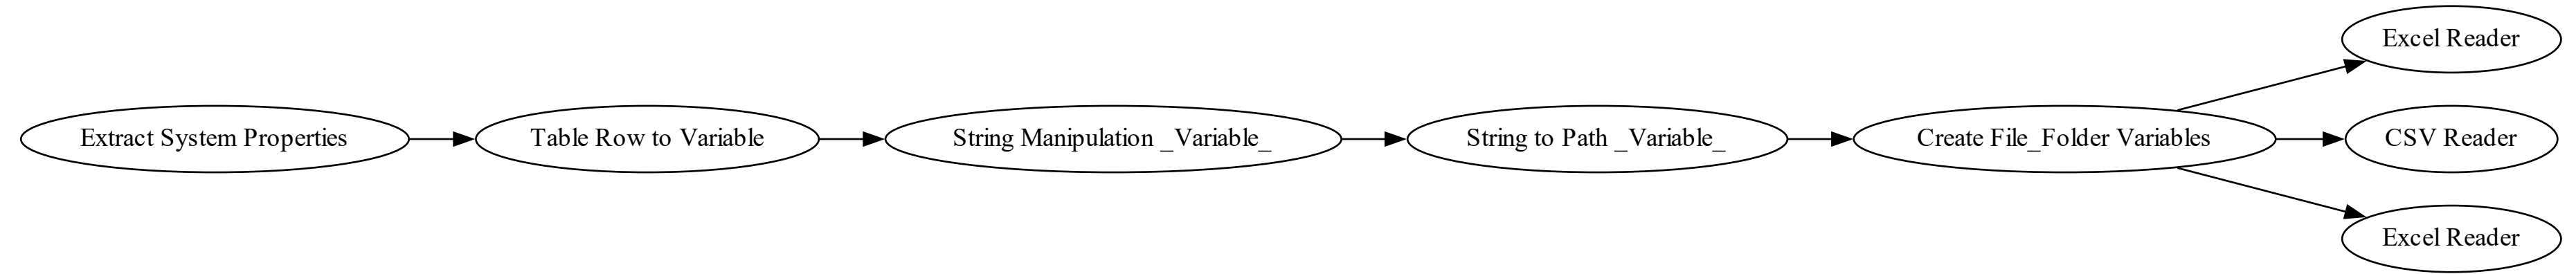 Excel Reader
Extract System Properties
Table Row to Variable
String Manipulation _Variable_
String to Path _Variable_
Create File_Folder Variables
CSV Reader
Excel Reader